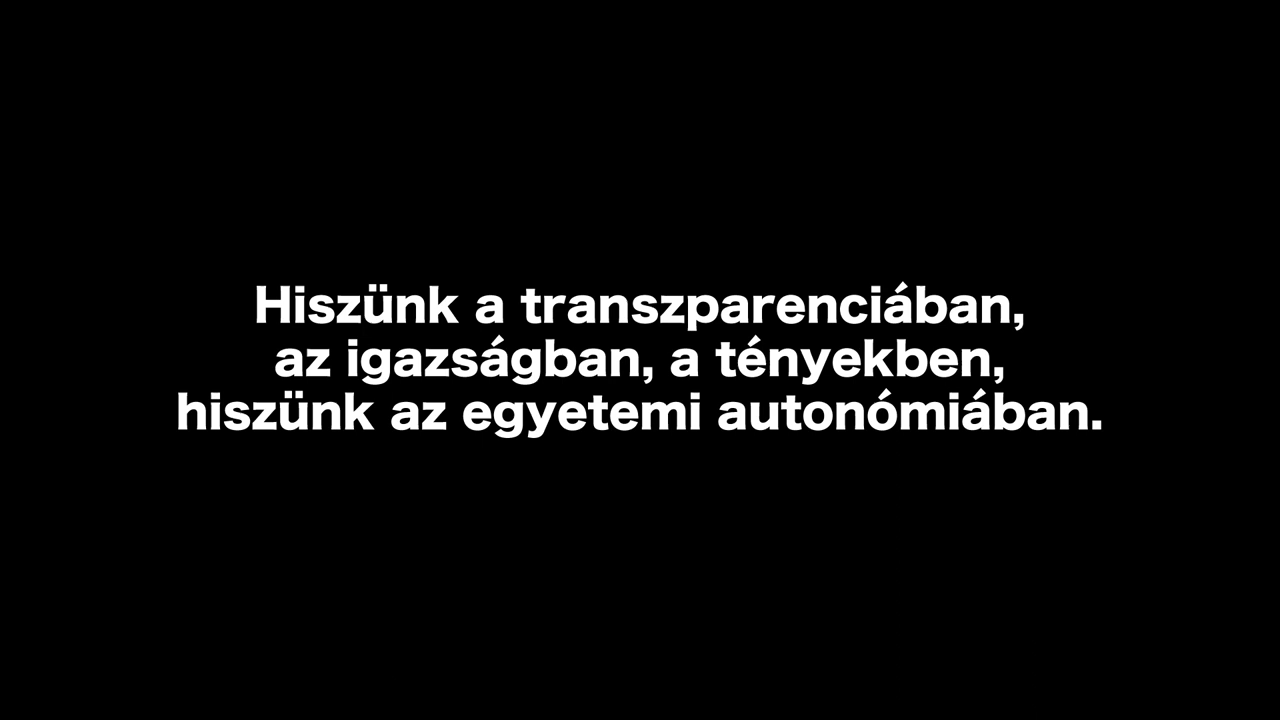 Hiszünk a transzparenciában,
az igazságban, a tényekben,
hiszünk az egyetemi autonómiában.